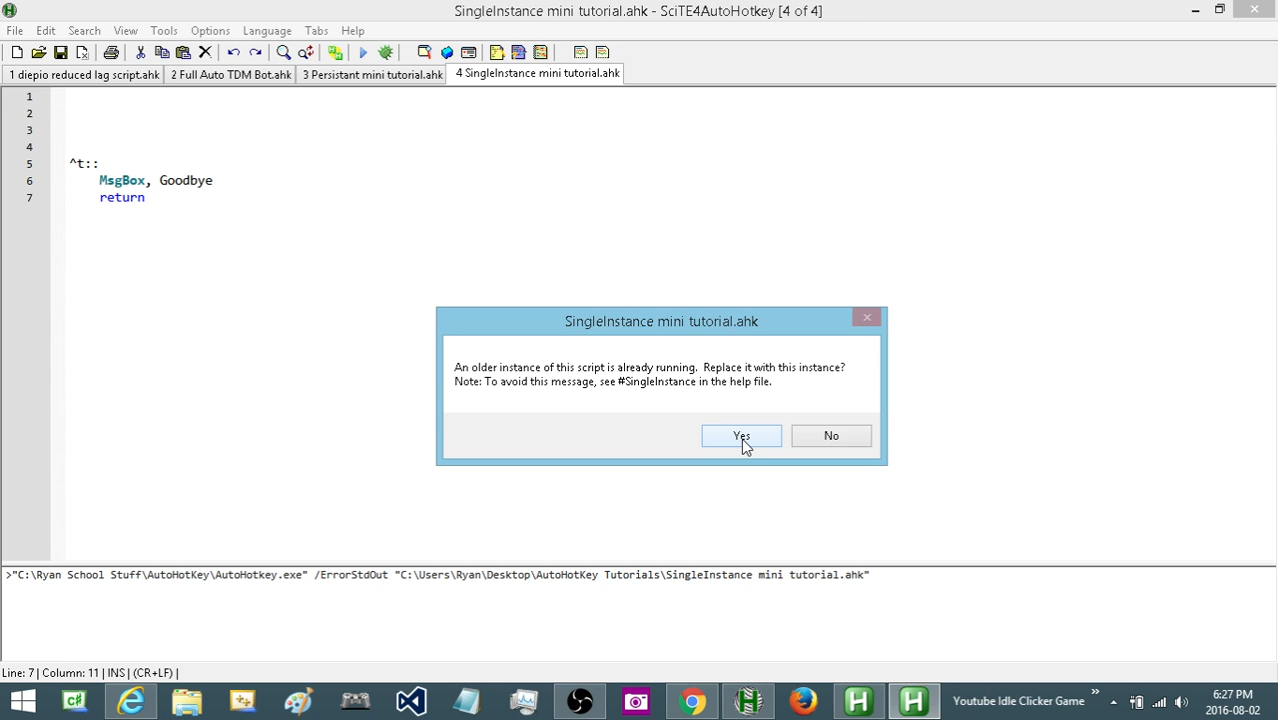 SingleInstance mini tutorial.ahk - SciTE4AutoHotkey [4 of 4]
File Edit Search View Tools Options Language Tabs Help
1 diepio reduced lag script.ahk 2 Full Auto TDM Bot.ahk 3 Persistant mini tutorial.ahk 4 SingleInstance mini tutorial.ahk
1
2
3
4
5 ^t::
6 MsgBox, Goodbye
7 return
SingleInstance mini tutorial.ahk
An older instance of this script is already running. Replace it with this instance?
Note: To avoid this message, see #SingleInstance in the help file.
Yes No
>"C:\Ryan School Stuff\AutoHotKey\AutoHotkey.exe" /ErrorStdOut "C:\Users\Ryan\Desktop\AutoHotKey Tutorials\SingleInstance mini tutorial.ahk"
Line: 7 | Column: 11 | INS | (CR+LF) |
Youtube Idle Clicker Game » 6:27 PM
2016-08-02